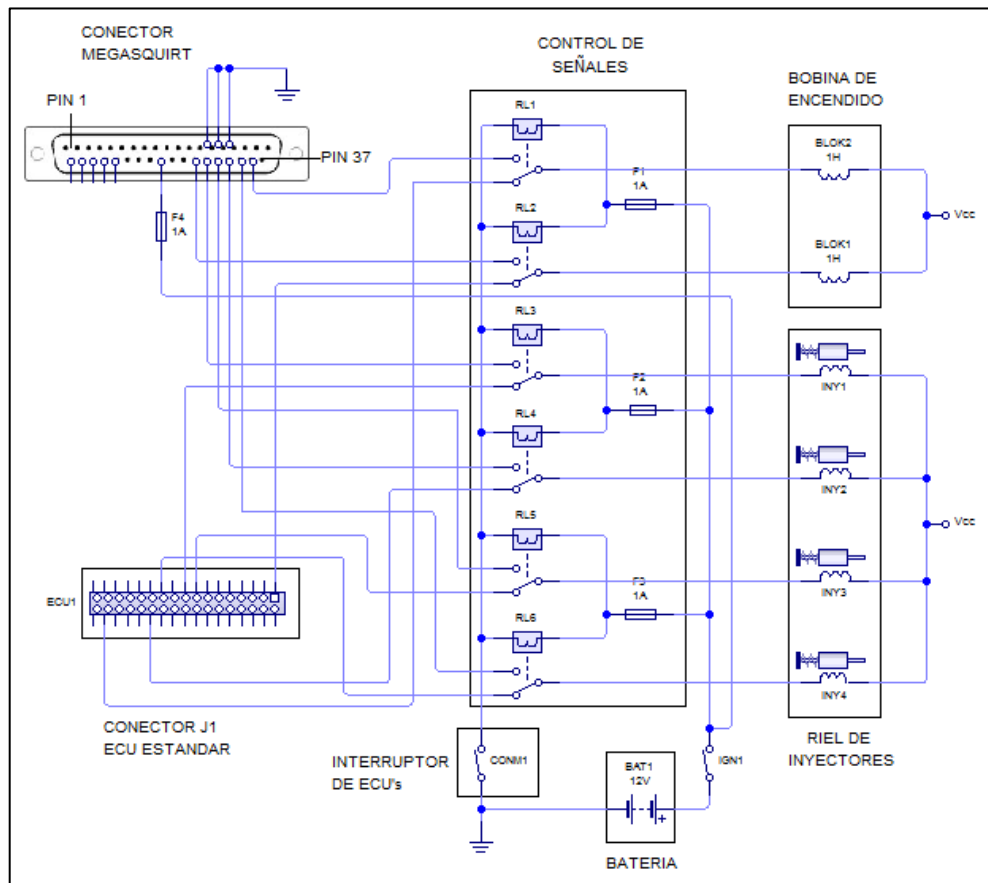 CONECTOR
MEGASQUIRT
PIN 1
PIN 37
F4
1A
CONTROL DE
SEÑALES
RL1
F1
1A
RL2
RL3
F2
1A
RL4
RL5
F3
1A
RL6
BOBINA DE
ENCENDIDO
BLOK2
1H
Vcc
BLOK1
1H
INY1
INY2
Vcc
INY3
INY4
RIEL DE
INYECTORES
ECU1
CONECTOR J1
ECU ESTANDAR
INTERRUPTOR
DE ECU's
CONM1
BAT1
12V
IGN1
BATERIA